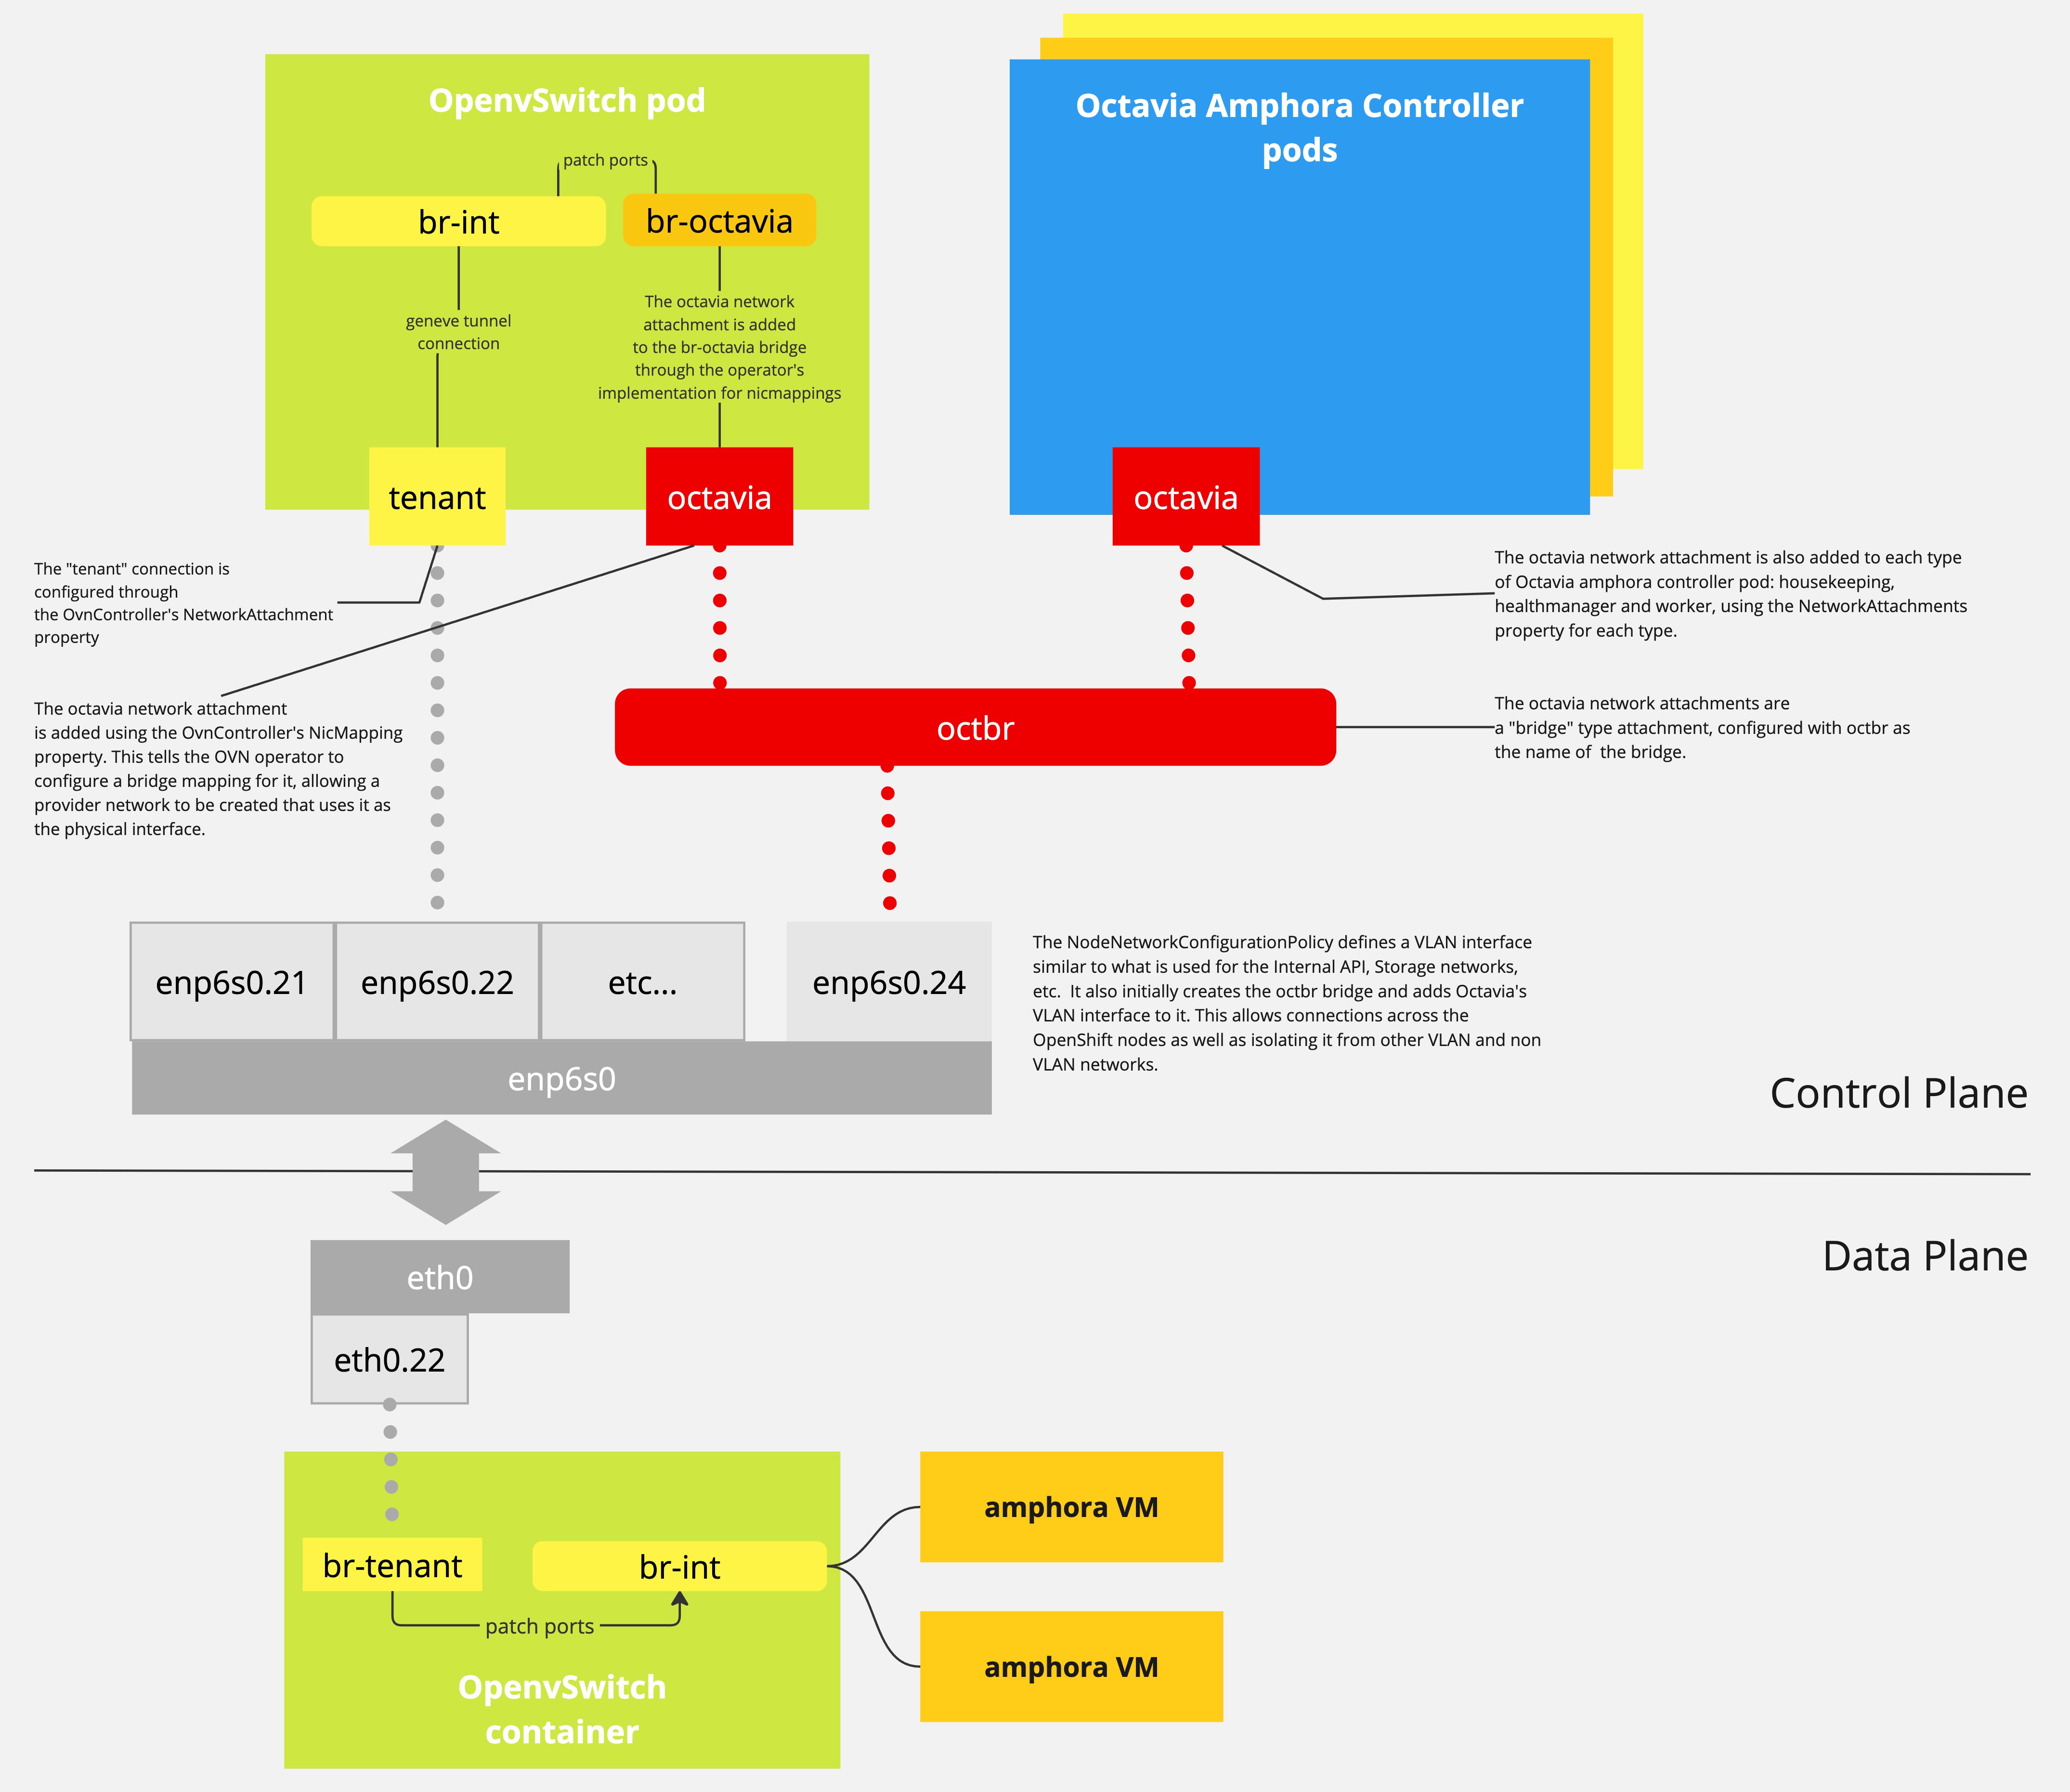 OpenvSwitch pod
patch ports
br-int
br-octavia
geneve tunnel
connection
The octavia network
attachment is added
to the br-octavia bridge
through the operator's
implementation for nicmappings
tenant
octavia
Octavia Amphora Controller
pods
octavia
The "tenant" connection is
configured through
the OvnController's NetworkAttachment
property
The octavia network attachment is also added to each type
of Octavia amphora controller pod: housekeeping,
healthmanager and worker, using the NetworkAttachments
property for each type.
The octavia network attachment
is added using the OvnController's NicMapping
property. This tells the OVN operator to
configure a bridge mapping for it, allowing a
provider network to be created that uses it as
the physical interface.
octbr
The octavia network attachments are
a "bridge" type attachment, configured with octbr as
the name of  the bridge.
enp6s0.21
enp6s0.22
etc...
enp6s0.24
enp6s0
The NodeNetworkConfigurationPolicy defines a VLAN interface
similar to what is used for the Internal API, Storage networks,
etc.  It also initially creates the octbr bridge and adds Octavia's
VLAN interface to it. This allows connections across the
OpenShift nodes as well as isolating it from other VLAN and non
VLAN networks.
Control Plane
Data Plane
eth0
eth0.22
br-tenant
br-int
patch ports
OpenvSwitch
container
amphora VM
amphora VM